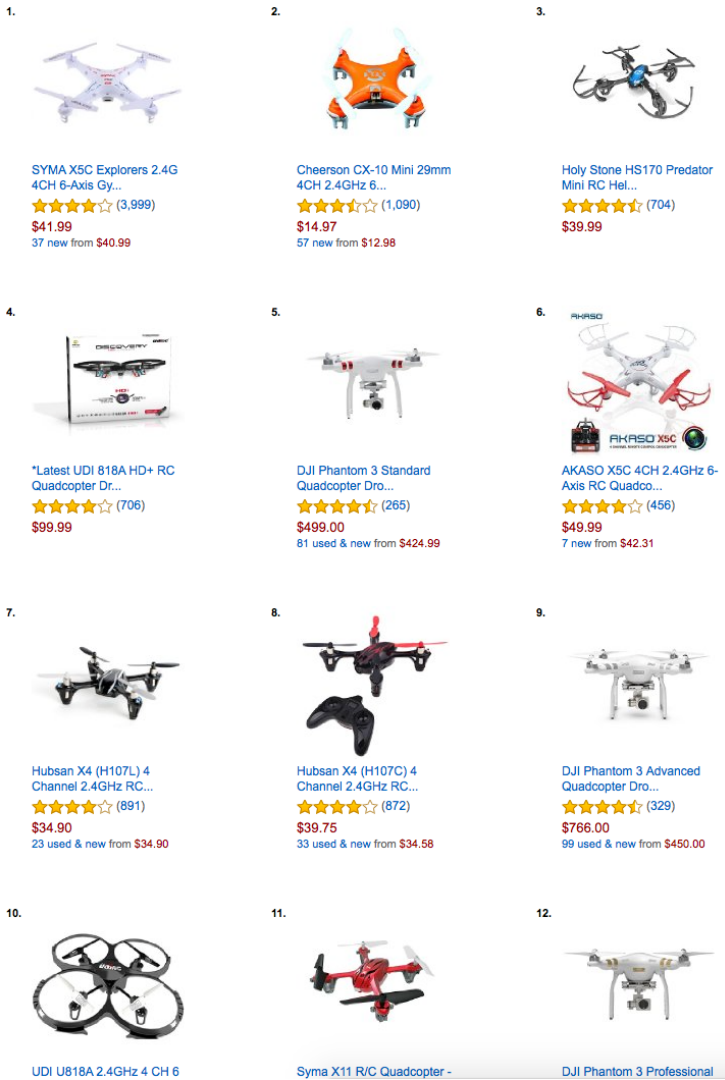 1.
2.
3.
SYMA X5C Explorers 2.4G
4CH 6-Axis Gy...
(3,999)
$41.99
37 new from $40.99
Cheerson CX-10 Mini 29mm
4CH 2.4GHz 6...
(1,090)
$14.97
57 new from $12.98
Holy Stone HS170 Predator
Mini RC Hel...
(704)
$39.99
4.
5.
6.
DISCOVERY
HD+
AKASO
AKASO X5C
*Latest UDI 818A HD+ RC
Quadcopter Dr...
(706)
$99.99
DJI Phantom 3 Standard
Quadcopter Dro...
(265)
$499.00
81 used & new from $424.99
AKASO X5C 4CH 2.4GHz 6-
Axis RC Quadco...
(456)
$49.99
7 new from $42.31
7.
8.
9.
Hubsan X4 (H107L) 4
Channel 2.4GHz RC...
(891)
$34.90
23 used & new from $34.90
Hubsan X4 (H107C) 4
Channel 2.4GHz RC...
(872)
$39.75
33 used & new from $34.58
DJI Phantom 3 Advanced
Quadcopter Dro...
(329)
$766.00
99 used & new from $450.00
10.
11.
12.
UDI U818A 2.4GHz 4 CH 6
Syma X11 R/C Quadcopter -
DJI Phantom 3 Professional